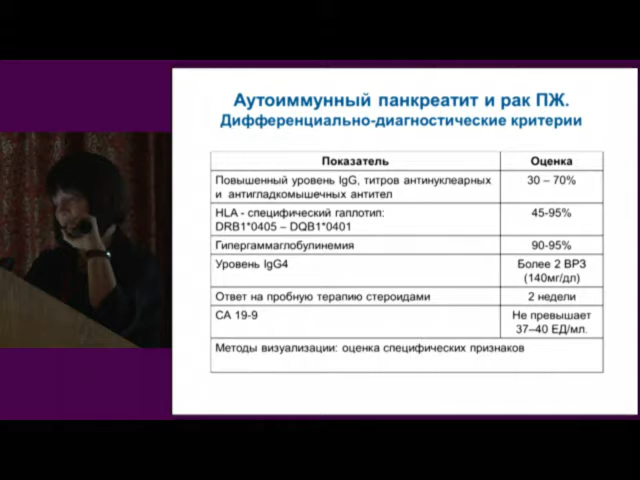 Аутоиммунный панкреатит и рак ПЖ.
Дифференциально-диагностические критерии
Показатель Оценка
Повышенный уровень IgG, титров антинуклеарных 30 – 70%
и антигладкомышечных антител
HLA - специфический гаплотип: 45-95%
DRB1*0405 – DQB1*0401
Гипергаммаглобулинемия 90-95%
Уровень IgG4 Более 2 ВРЗ
(140мг/дл)
Ответ на пробную терапию стероидами 2 недели
СА 19-9 Не превышает
37–40 ЕД/мл.
Методы визуализации: оценка специфических признаков